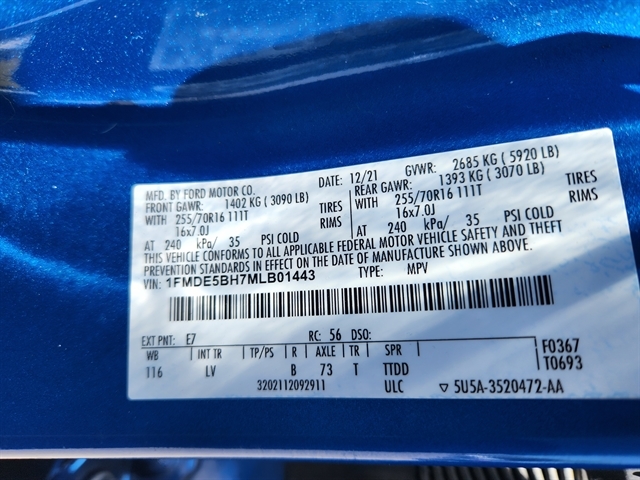 MFD. BY FORD MOTOR CO.
DATE: 12/21 GVWR: 2685 KG ( 5920 LB)
FRONT GAWR: 1402 KG ( 3090 LB)
REAR GAWR: 1393 KG ( 3070 LB)
WITH 255/70R16 111T TIRES
255/70R16 111T TIRES
16x7.0J RIMS
16x7.0J RIMS
AT 240 kPa/ 35 PSI COLD
AT 240 kPa/ 35 PSI COLD
THIS VEHICLE CONFORMS TO ALL APPLICABLE FEDERAL MOTOR VEHICLE SAFETY AND THEFT
PREVENTION STANDARDS IN EFFECT ON THE DATE OF MANUFACTURE SHOWN ABOVE.
VIN: 1FMDE5BH7MLB01443 TYPE: MPV
EXT PNT: E7 RC: 56 DSO:
WB INT TR TP/PS R AXLE TR SPR
116 LV B 73 T TTDD
F0367
T0693
3202112092911 ULC ▽ 5U5A-3520472-AA